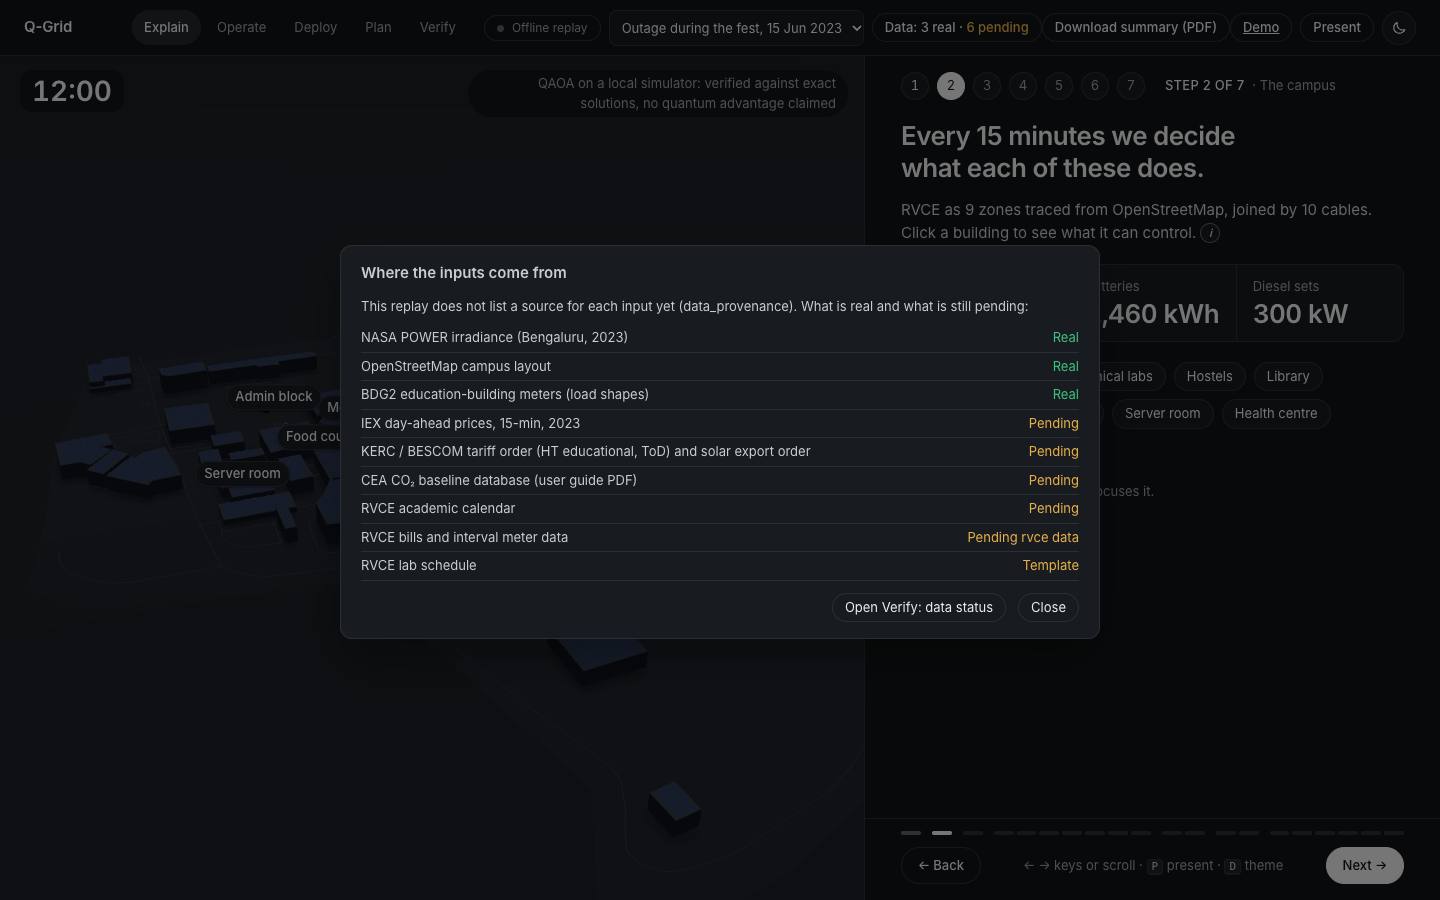 Q-Grid
Explain
Operate
Deploy
Plan
Verify
Offline replay
Outage during the fest, 15 Jun 2023
Data: 3 real · 6 pending
Download summary (PDF)
Demo
Present
12:00
QAOA on a local simulator: verified against exact
solutions, no quantum advantage claimed
1 2 3 4 5 6 7 STEP 2 OF 7 · The campus
Every 15 minutes we decide
what each of these does.
RVCE as 9 zones traced from OpenStreetMap, joined by 10 cables.
Click a building to see what it can control. i
tteries
,460 kWh
Diesel sets
300 kW
ical labs
Hostels
Library
Server room
Health centre
ocuses it.
Admin block
M
Food cou
Server room
Where the inputs come from
This replay does not list a source for each input yet (data_provenance). What is real and what is still pending:
NASA POWER irradiance (Bengaluru, 2023) Real
OpenStreetMap campus layout Real
BDG2 education-building meters (load shapes) Real
IEX day-ahead prices, 15-min, 2023 Pending
KERC / BESCOM tariff order (HT educational, ToD) and solar export order Pending
CEA CO₂ baseline database (user guide PDF) Pending
RVCE academic calendar Pending
RVCE bills and interval meter data Pending rvce data
RVCE lab schedule Template
Open Verify: data status
Close
← Back
← → keys or scroll · P present · D theme
Next →